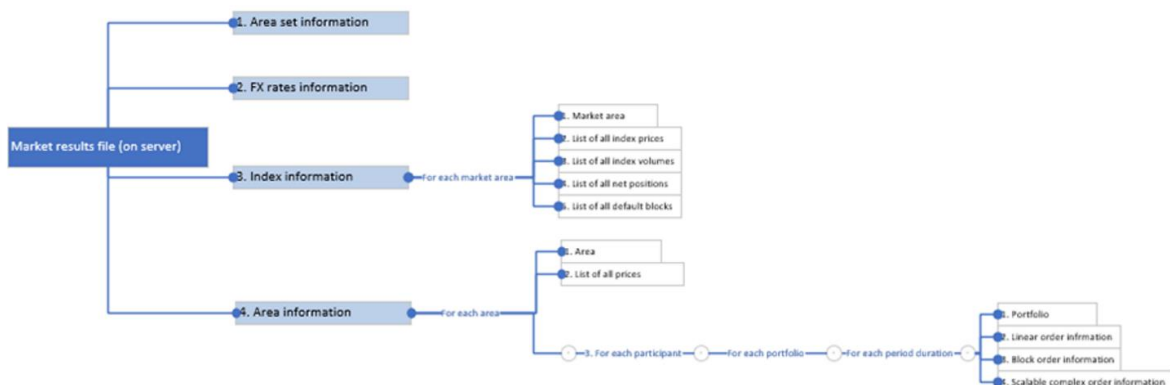 1. Area set information
2. FX rates information
Market results file (on server)
3. Index information
For each market area
1. Market area
2. List of all index prices
3. List of all index volumes
4. List of all net positions
5. List of all default blocks
4. Area information
For each area
1. Area
2. List of all prices
3. For each participant
For each portfolio
For each period duration
1. Portfolio
2. Linear order infrmation
3. Block order information
4. Scalable complex order information